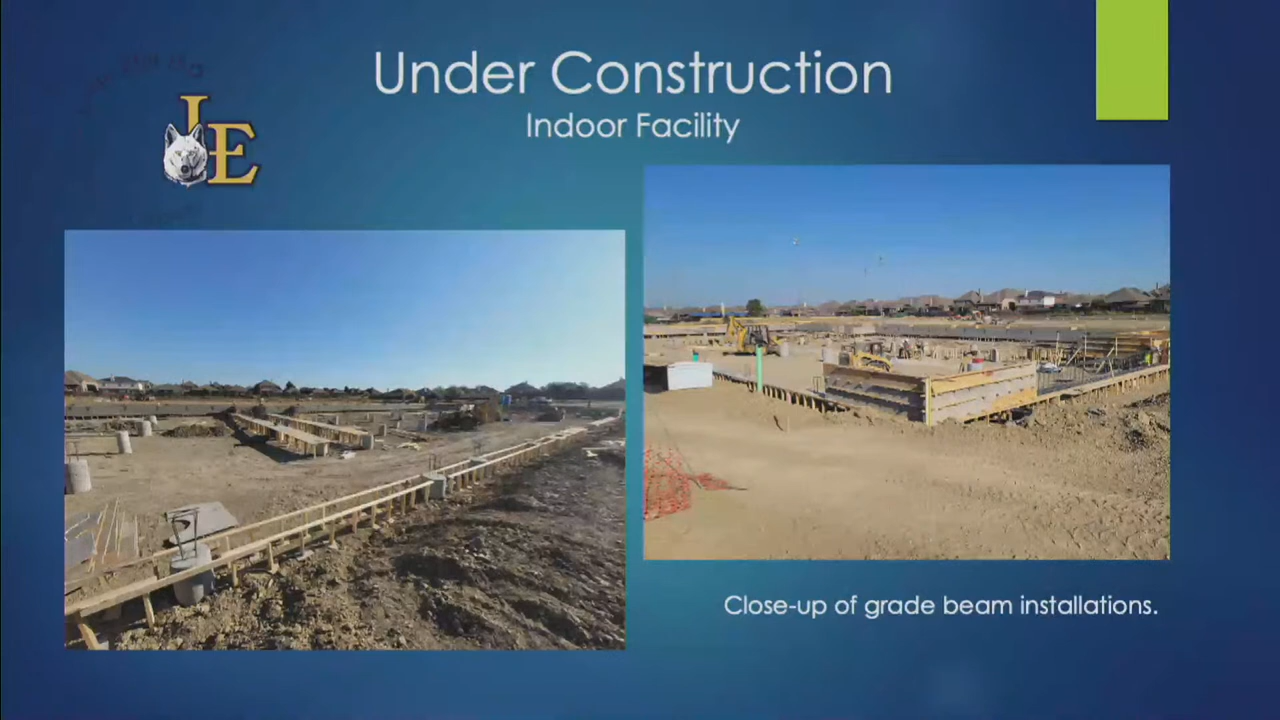 Under Construction
Indoor Facility
LE
Close-up of grade beam installations.